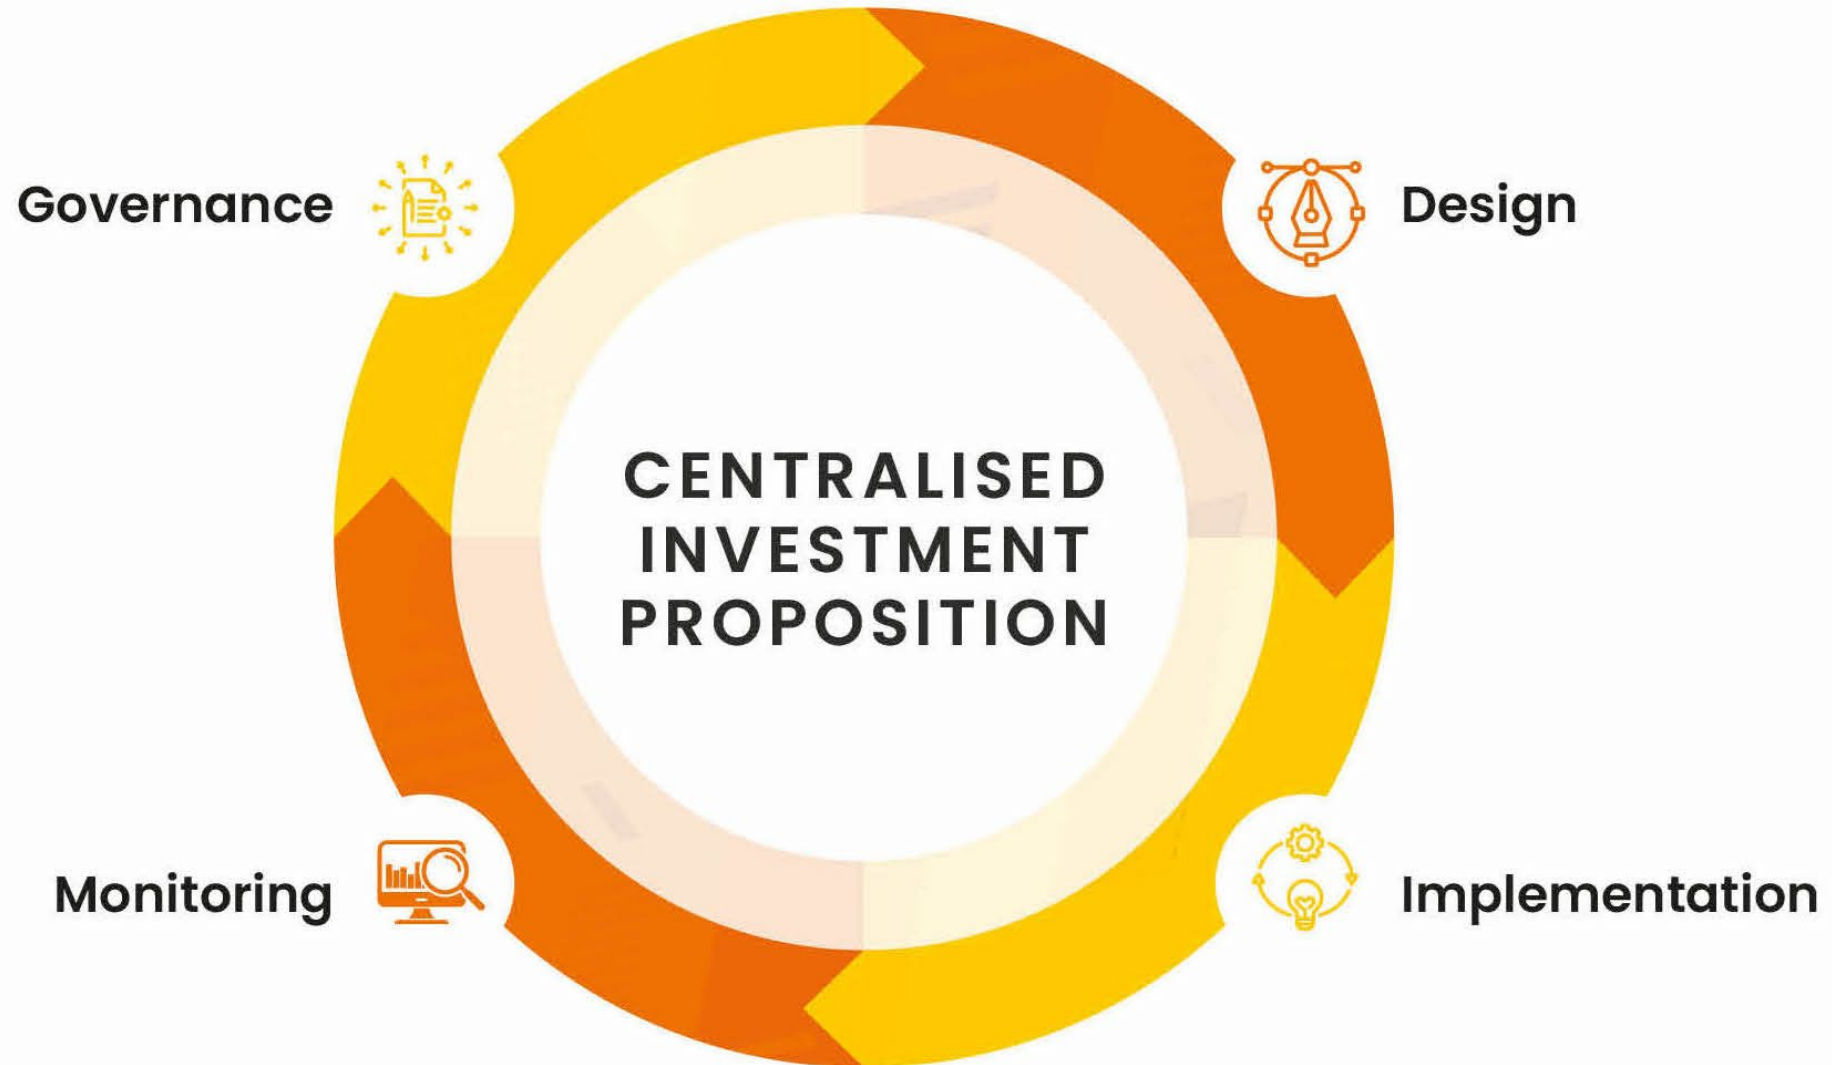 Governance
Design
CENTRALISED
INVESTMENT
PROPOSITION
Monitoring
Implementation